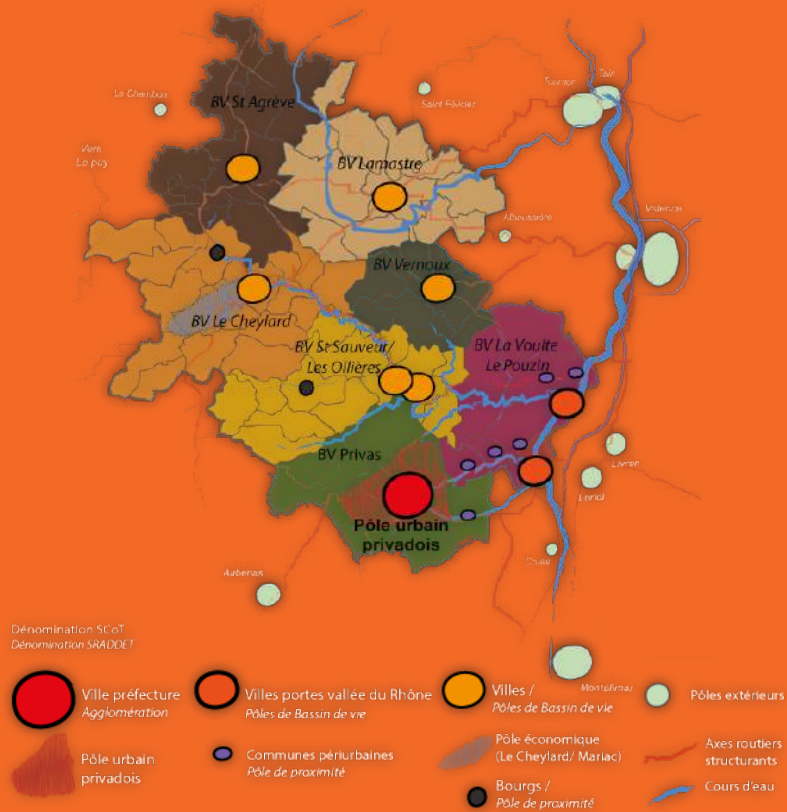 Tain
Tournon
La Chambon
BV St Agrève
Saint Félicien
Vers
Le puy
BV Lamastre
Alboussière
Valence
BV Vernoux
BV Le Cheylard
BV St Sauveur/
Les Ollières
BV La Voulte
Le Pouzin
BV Privas
Livron
Loriol
Pôle urbain
privadois
Cruas
Aubenas
Montélimar
Dénomination SCoT
Dénomination SRADDET
Ville préfecture
Agglomération
Villes portes vallée du Rhône
Pôles de Bassin de vie
Villes /
Pôles de Bassin de vie
Pôles extérieurs
Pôle urbain
privadois
Communes périurbaines
Pôle de proximité
Pôle économique
(Le Cheylard/ Mariac)
Axes routiers
structurants
Bourgs /
Pôle de proximité
Cours d'eau